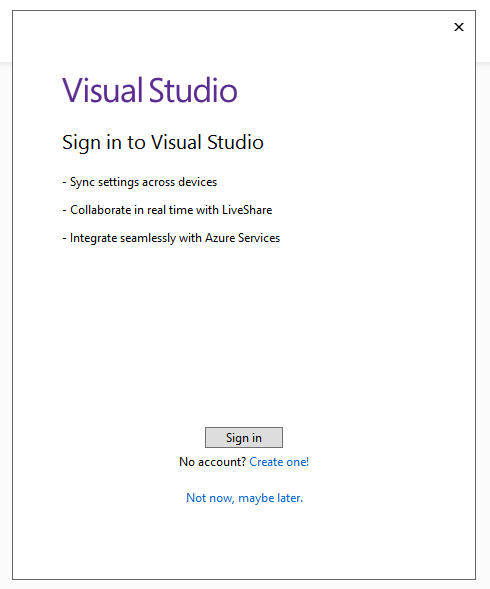 Visual Studio
Sign in to Visual Studio
- Sync settings across devices
- Collaborate in real time with LiveShare
- Integrate seamlessly with Azure Services
Sign in
No account? Create one!
Not now, maybe later.